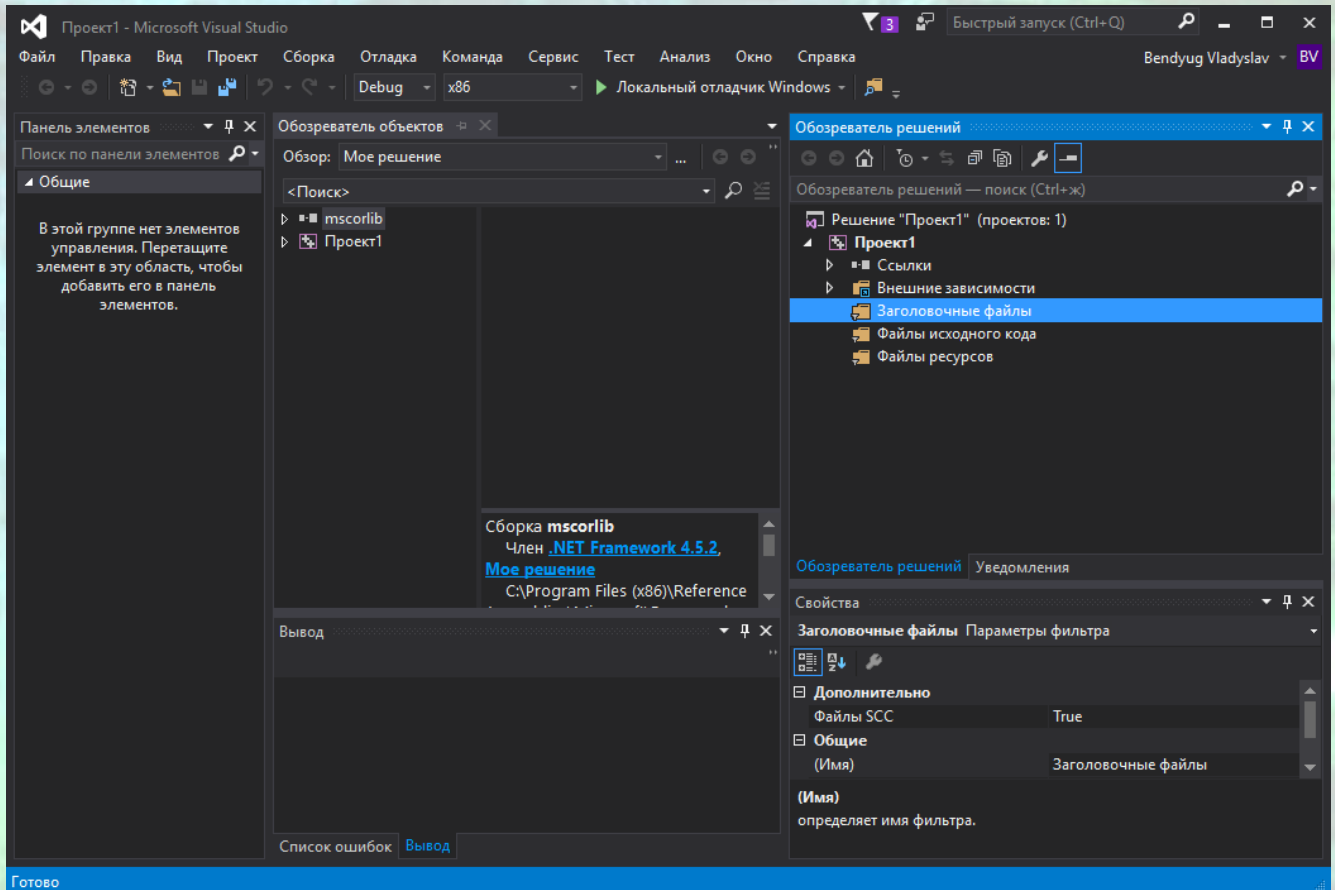 Проект1 - Microsoft Visual Studio
3
Быстрый запуск (Ctrl+Q)
Файл Правка Вид Проект Сборка Отладка Команда Сервис Тест Анализ Окно Справка
Bendyug Vladyslav BV
Debug x86 Локальный отладчик Windows
Панель элементов
Поиск по панели элементов
Общие
В этой группе нет элементов
управления. Перетащите
элемент в эту область, чтобы
добавить его в панель
элементов.
Обозреватель объектов
Обзор: Мое решение ...
<Поиск>
mscorlib
Проект1
Сборка mscorlib
Член .NET Framework 4.5.2,
Мое решение
C:\Program Files (x86)\Reference
Вывод
Список ошибок Вывод
Обозреватель решений
Обозреватель решений — поиск (Ctrl+ж)
Решение "Проект1" (проектов: 1)
Проект1
Ссылки
Внешние зависимости
Заголовочные файлы
Файлы исходного кода
Файлы ресурсов
Обозреватель решений Уведомления
Свойства
Заголовочные файлы Параметры фильтра
Дополнительно
Файлы SCC True
Общие
(Имя) Заголовочные файлы
(Имя)
определяет имя фильтра.
Готово